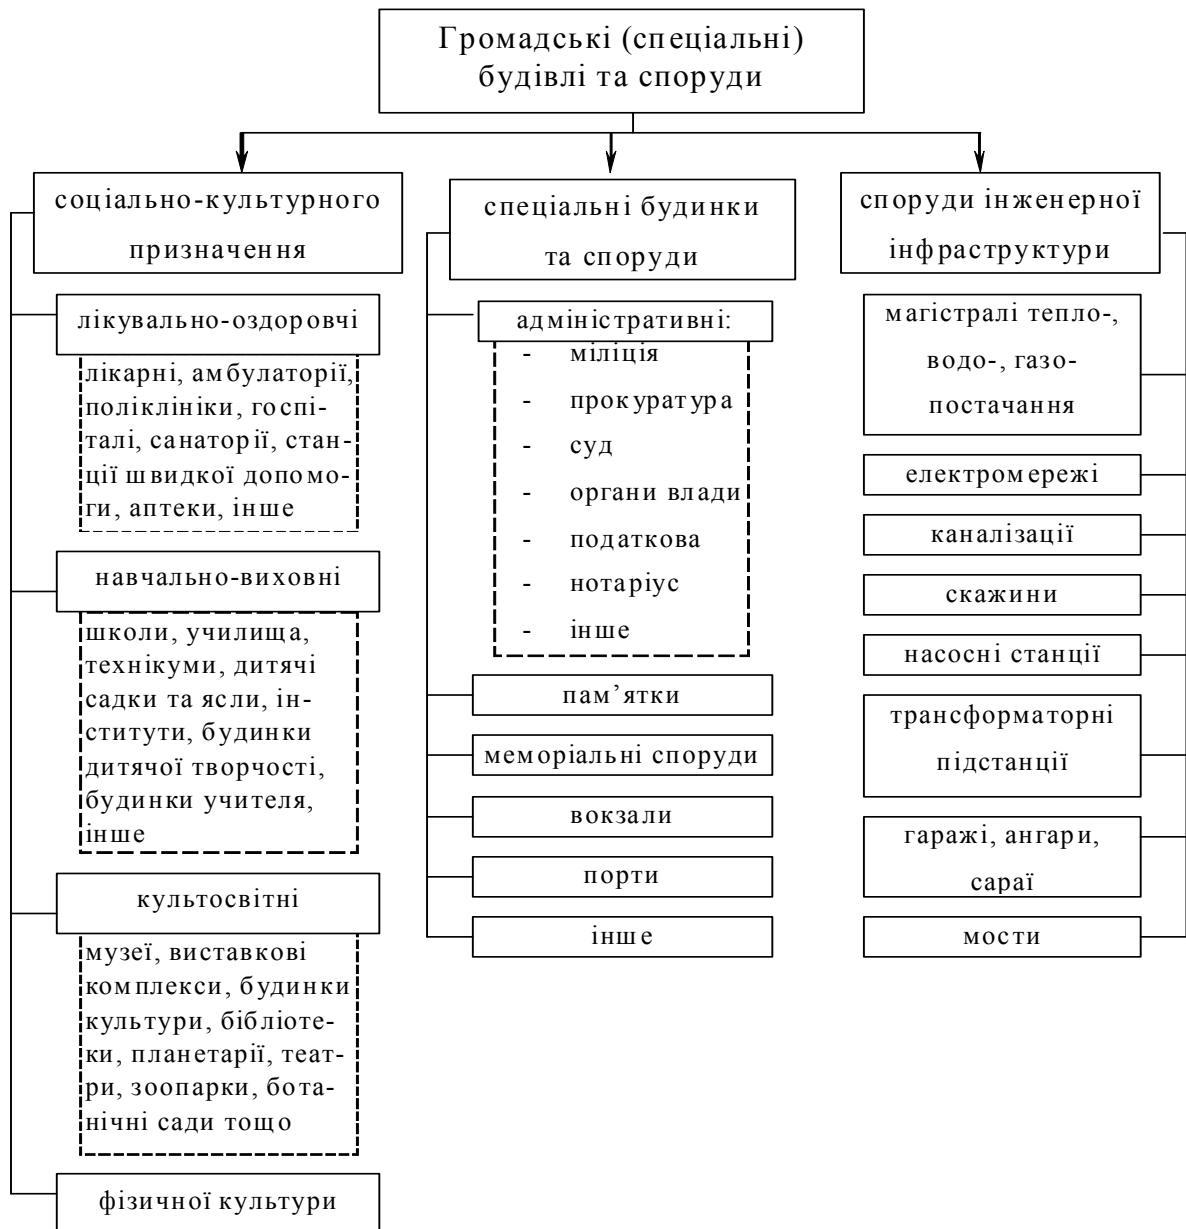 Громадські (спеціальні)
будівлі та споруди
соціально-культурного
призначення
лікувально-оздоровчі
лікарні, амбулаторії,
поліклініки, госпі-
талі, санаторії, стан-
ції швидкої допомо-
ги, аптеки, інше
навчально-виховні
школи, училища,
технікуми, дитячі
садки та ясли, ін-
ститути, будинки
дитячої творчості,
будинки учителя,
інше
культосвітні
музеї, виставкові
комплекси, будинки
культури, бібліоте-
ки, планетарії, теат-
ри, зоопарки, бота-
нічні сади тощо
фізичної культури
спеціальні будинки
та споруди
адміністративні:
- міліція
- прокуратура
- суд
- органи влади
- податкова
- нотаріус
- інше
пам’ятки
меморіальні споруди
вокзали
порти
інше
споруди інженерної
інфраструктури
магістралі тепло-,
водо-, газо-
постачання
електромережі
каналізації
скажини
насосні станції
трансформаторні
підстанції
гаражі, ангари,
сараї
мости